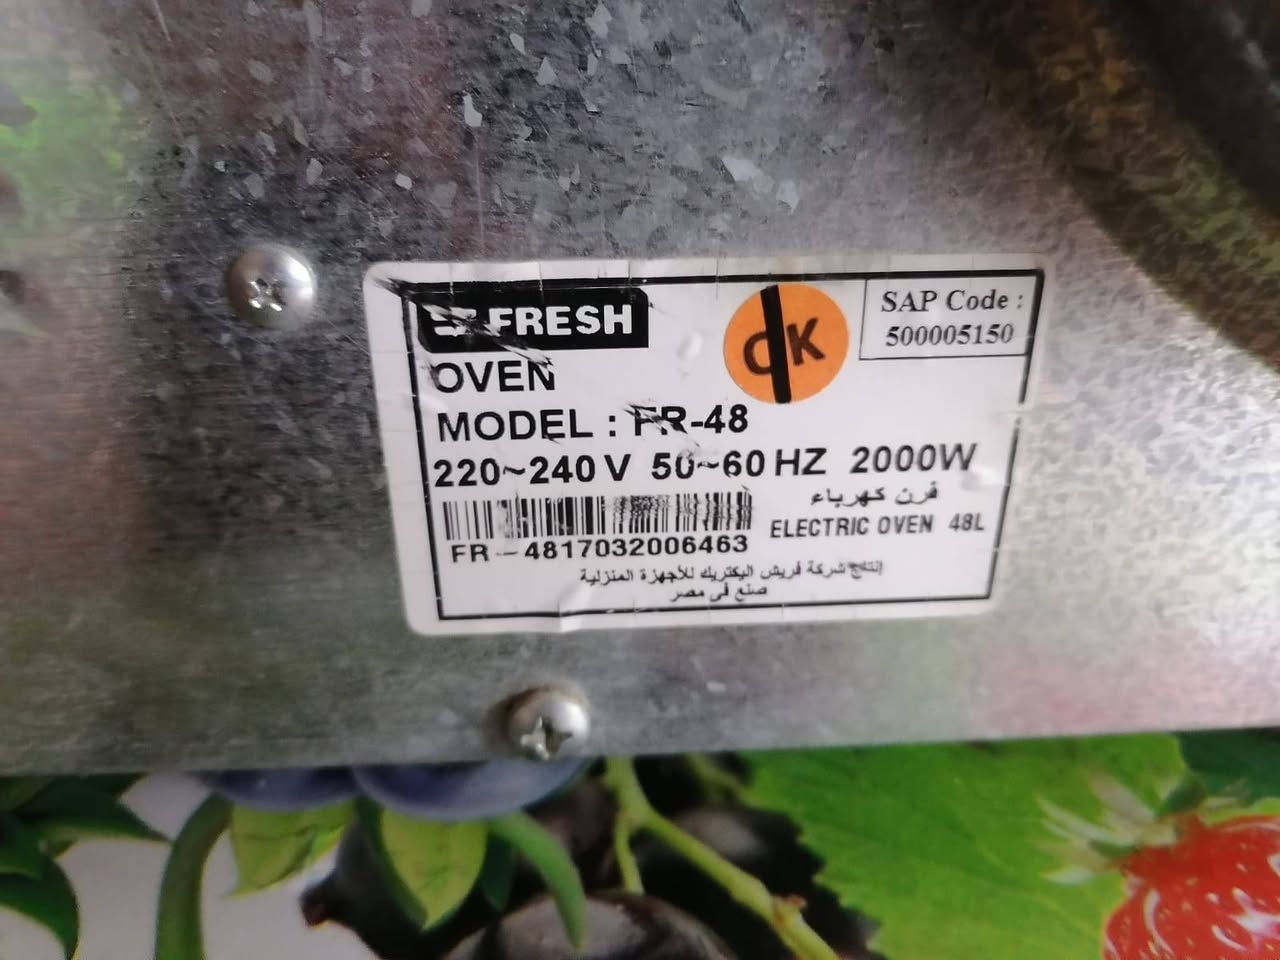 FRESH
OK
SAP Code :
500005150
OVEN
MODEL : FR-48
220~240 V 50~60 HZ 2000W
فرن كهرباء
ELECTRIC OVEN 48L
FR-4817032006463
إنتاج شركة فريش اليكتريك للأجهزة المنزلية
صنع في مصر